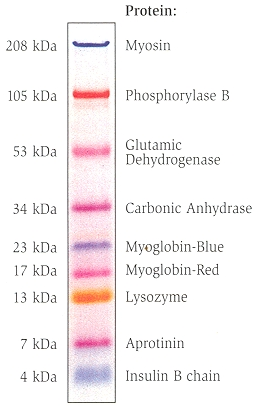 Protein:
208 kDa Myosin
105 kDa Phosphorylase B
53 kDa Glutamic
Dehydrogenase
34 kDa Carbonic Anhydrase
23 kDa Myoglobin-Blue
17 kDa Myoglobin-Red
13 kDa Lysozyme
7 kDa Aprotinin
4 kDa Insulin B chain